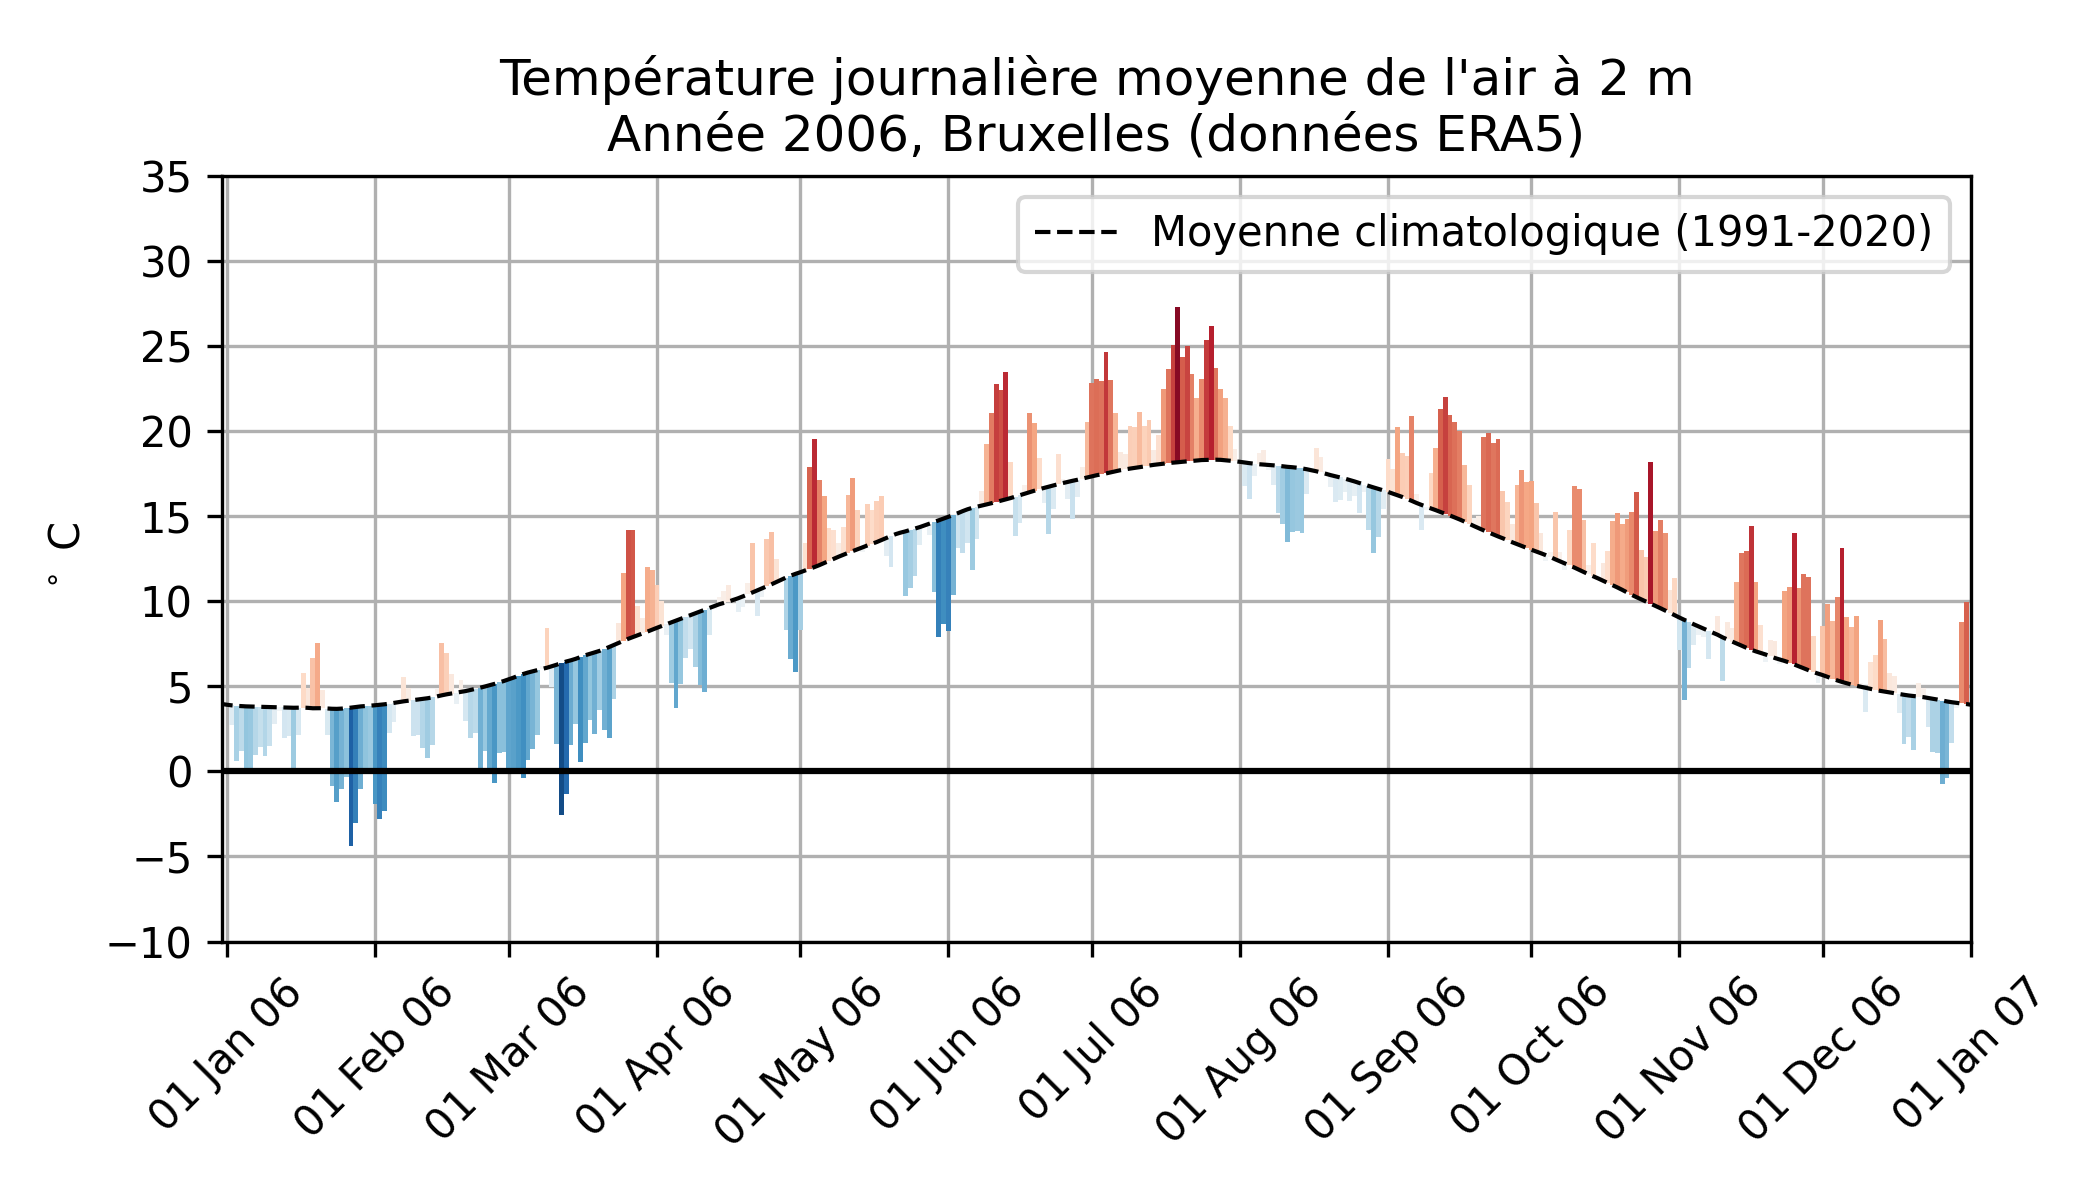 Température journalière moyenne de l'air à 2 m
Année 2006, Bruxelles (données ERA5)
Moyenne climatologique (1991-2020)
35
30
25
20
15
10
5
0
−5
−10
° C
01 Jan 06
01 Feb 06
01 Mar 06
01 Apr 06
01 May 06
01 Jun 06
01 Jul 06
01 Aug 06
01 Sep 06
01 Oct 06
01 Nov 06
01 Dec 06
01 Jan 07